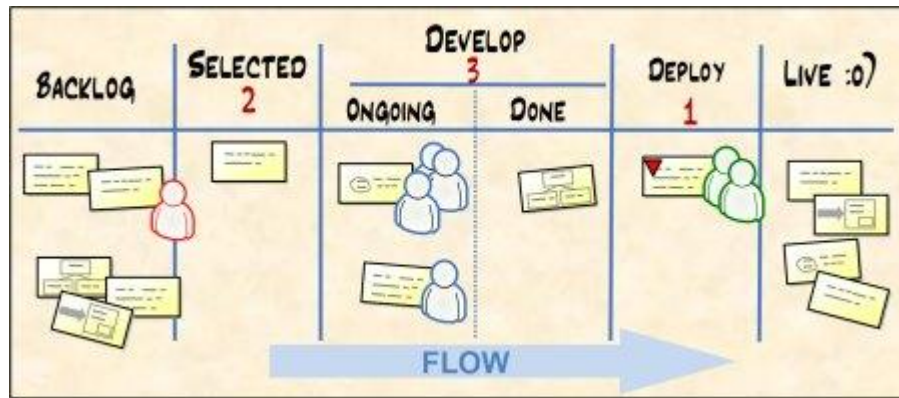 BACKLOG
SELECTED
2
DEVELOP
3
ONGOING
DONE
DEPLOY
1
LIVE :o)
FLOW